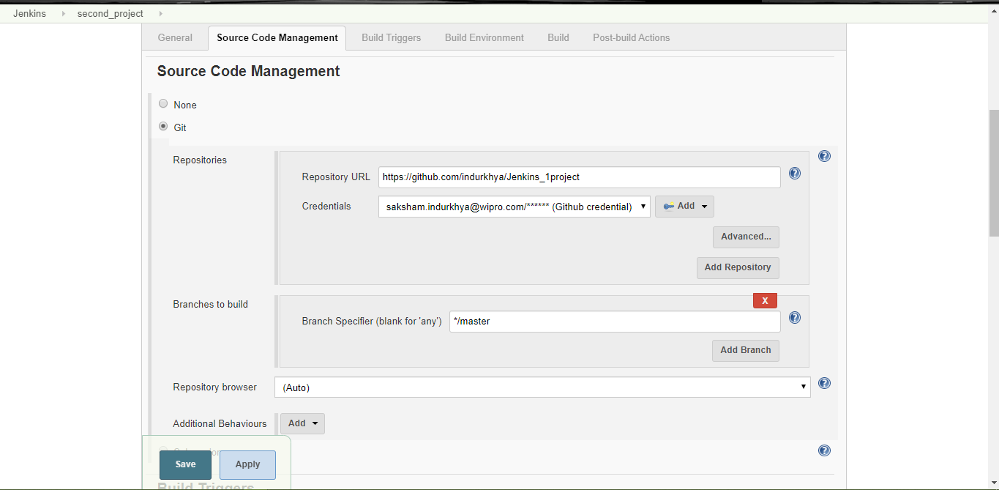 Jenkins second_project
General Source Code Management Build Triggers Build Environment Build Post-build Actions
Source Code Management
None
Git
Repositories
Repository URL https://github.com/indurkhya/Jenkins_1project
Credentials saksham.indurkhya@wipro.com/****** (Github credential) Add
Advanced...
Add Repository
Branches to build
X
Branch Specifier (blank for 'any') */master
Add Branch
Repository browser (Auto)
Additional Behaviours Add
Save Apply
Build Triggers